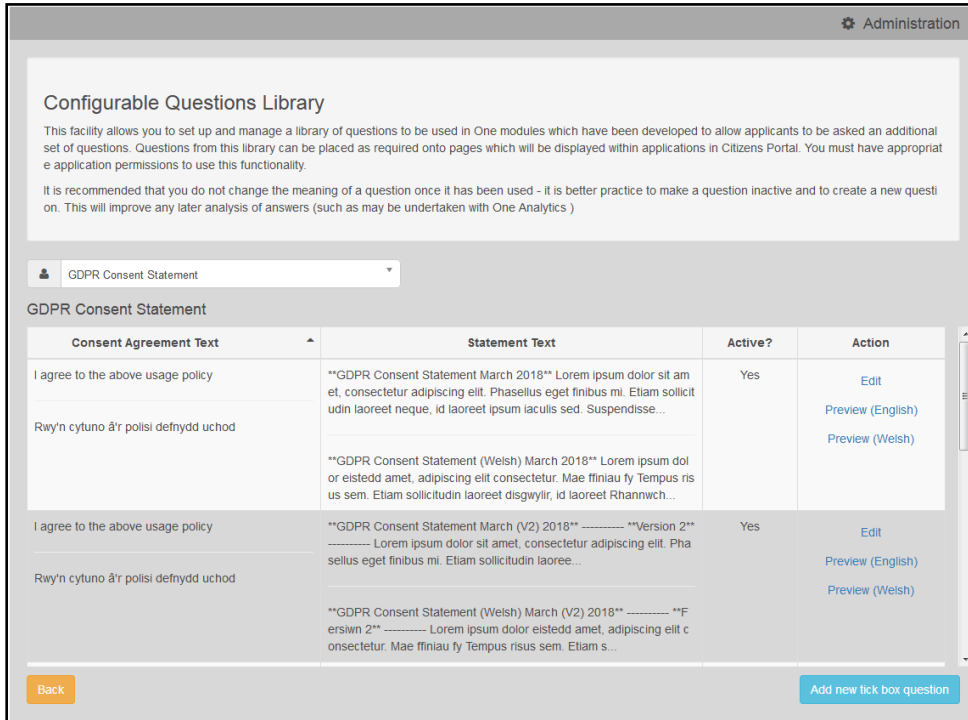 Administration
Configurable Questions Library
This facility allows you to set up and manage a library of questions to be used in One modules which have been developed to allow applicants to be asked an additional
set of questions. Questions from this library can be placed as required onto pages which will be displayed within applications in Citizens Portal. You must have appropriat
e application permissions to use this functionality.
It is recommended that you do not change the meaning of a question once it has been used - it is better practice to make a question inactive and to create a new questi
on. This will improve any later analysis of answers (such as may be undertaken with One Analytics )
GDPR Consent Statement
GDPR Consent Statement
Consent Agreement Text
Statement Text
Active?
Action
I agree to the above usage policy
Rwy'n cytuno â'r polisi defnydd uchod
**GDPR Consent Statement March 2018** Lorem ipsum dolor sit am
et, consectetur adipiscing elit. Phasellus eget finibus mi. Etiam sollicit
udin laoreet neque, id laoreet ipsum iaculis sed. Suspendisse...
**GDPR Consent Statement (Welsh) March 2018** Lorem ipsum dol
or eistedd amet, adipiscing elit consectetur. Mae ffiniau fy Tempus ris
us sem. Etiam sollicitudin laoreet disgwylir, id laoreet Rhannwch...
Yes
Edit
Preview (English)
Preview (Welsh)
I agree to the above usage policy
Rwy'n cytuno â'r polisi defnydd uchod
**GDPR Consent Statement March (V2) 2018** ---------- **Version 2**
---------- Lorem ipsum dolor sit amet, consectetur adipiscing elit. Pha
sellus eget finibus mi. Etiam sollicitudin laoree...
**GDPR Consent Statement (Welsh) March (V2) 2018** ---------- **F
ersiwn 2** ---------- Lorem ipsum dolor eistedd amet, adipiscing elit c
onsectetur. Mae ffiniau fy Tempus risus sem. Etiam s...
Yes
Edit
Preview (English)
Preview (Welsh)
Back
Add new tick box question